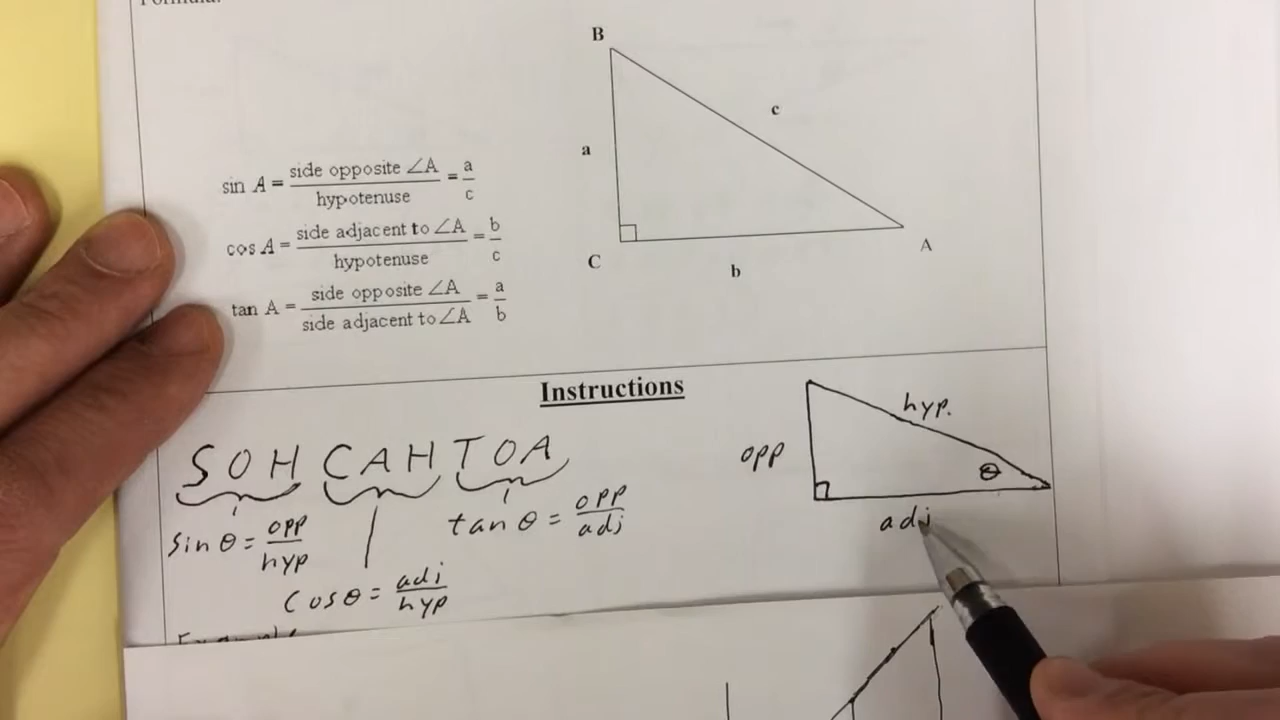 Formula:
B
c
a
sin A = side opposite ∠A / hypotenuse = a / c
cos A = side adjacent to ∠A / hypotenuse = b / c
tan A = side opposite ∠A / side adjacent to ∠A = a / b
C
b
A
Instructions
SOH CAH TOA
sin θ = opp / hyp
cos θ = adj / hyp
tan θ = opp / adj
hyp.
opp
θ
adj